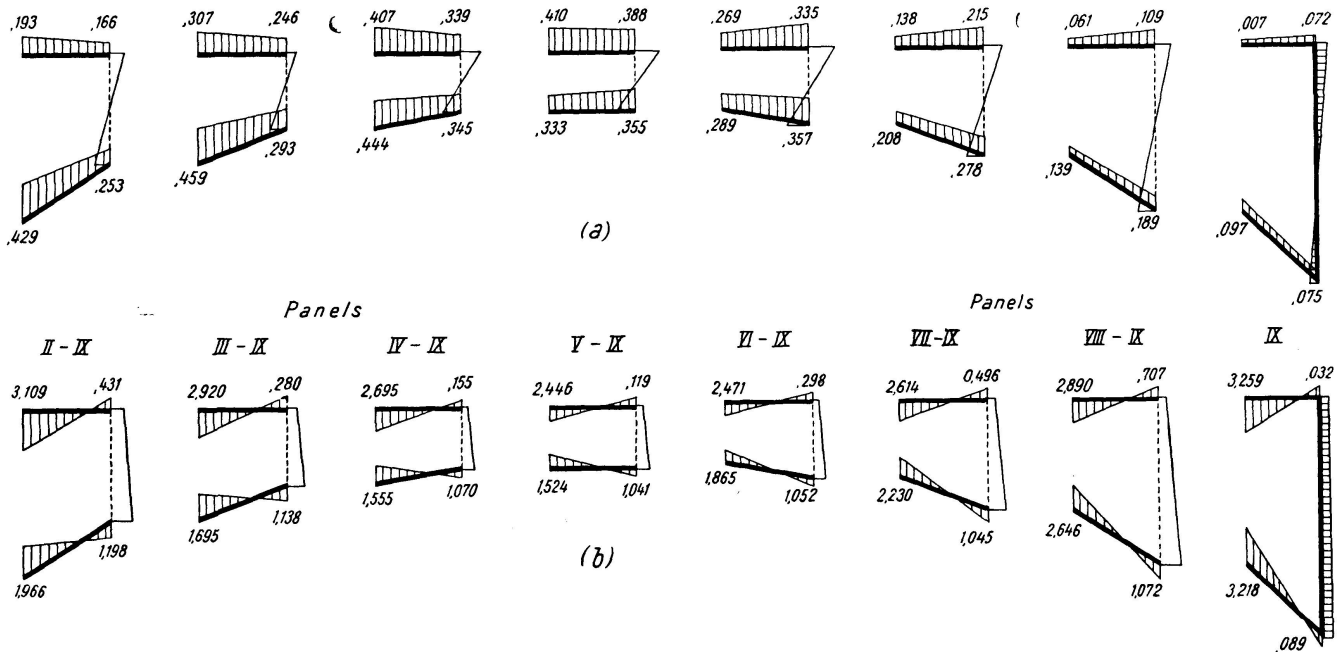 ,193 ,166 ,307 ,246 ,407 ,339 ,410 ,388 ,269 ,335 ,138 ,215 ,061 ,109 ,007 ,072
,429 ,253 ,459 ,293 ,444 ,345 ,333 ,355 ,289 ,357 ,208 ,278 ,139 ,189 ,097 ,075
(a)
Panels Panels
II - IX III - IX IV - IX V - IX VI - IX VII-IX VIII - IX IX
3,109 ,431 2,920 ,280 2,695 ,155 2,446 ,119 2,471 ,298 2,614 0,496 2,890 ,707 3,259 ,032
1,966 1,198 1,695 1,138 1,555 1,070 1,524 1,041 1,865 1,052 2,230 1,045 2,646 1,072 3,218 ,089
(b)